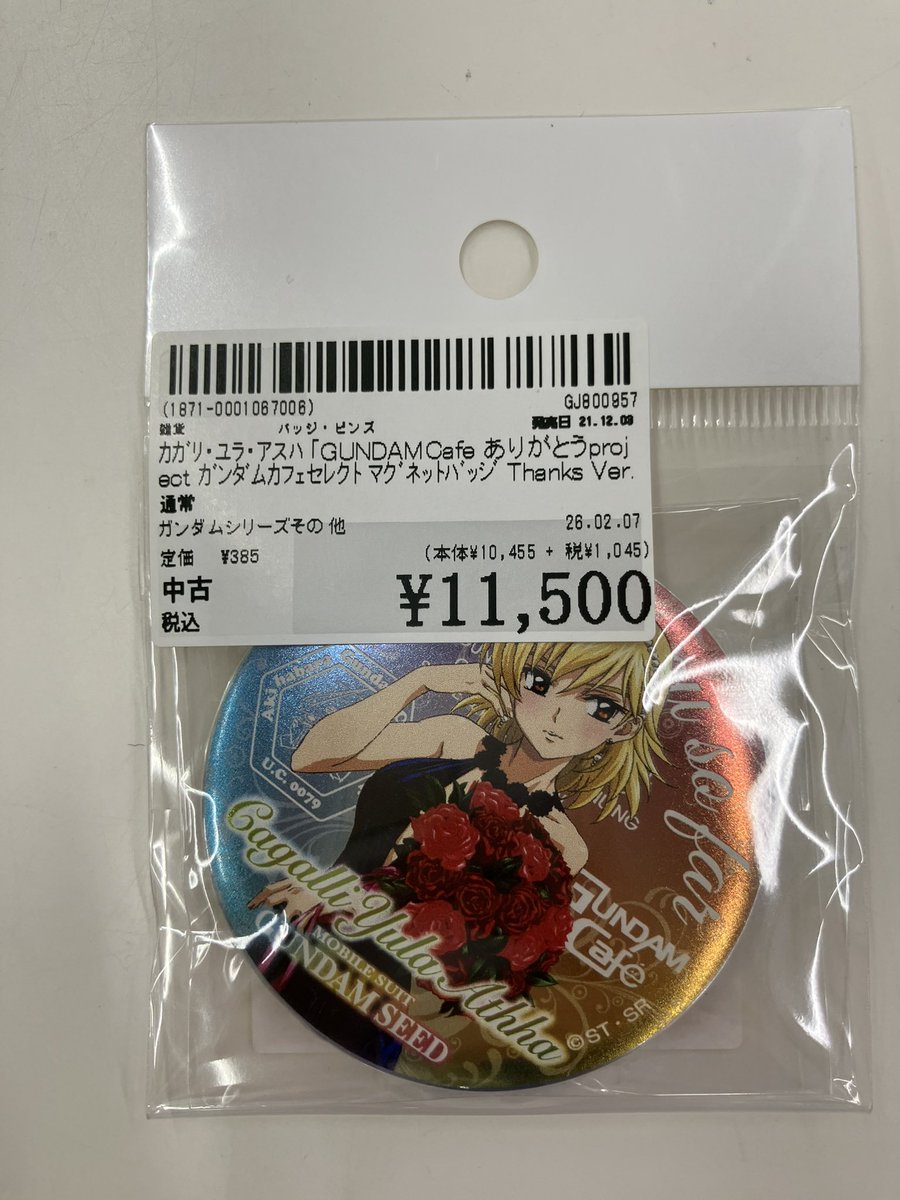 (1871-0001067006)
GJ800957
雑貨 バッジ・ピンズ 発売日 21.12.03
カガリ・ユラ・アスハ 「GUNDAM Cafe ありがとうproj
ect ガンダムカフェセレクト マグネットバッジ Thanks Ver.
通常
ガンダムシリーズその他 26.02.07
定価 ¥385 (本体¥10,455 + 税¥1,045)
中古 ¥11,500
税込
Akihabara
U.C. 0079
so far
Cagalli Yula Athha
MOBILE SUIT
GUNDAM SEED
GUNDAM
Cafe
©ST・SR